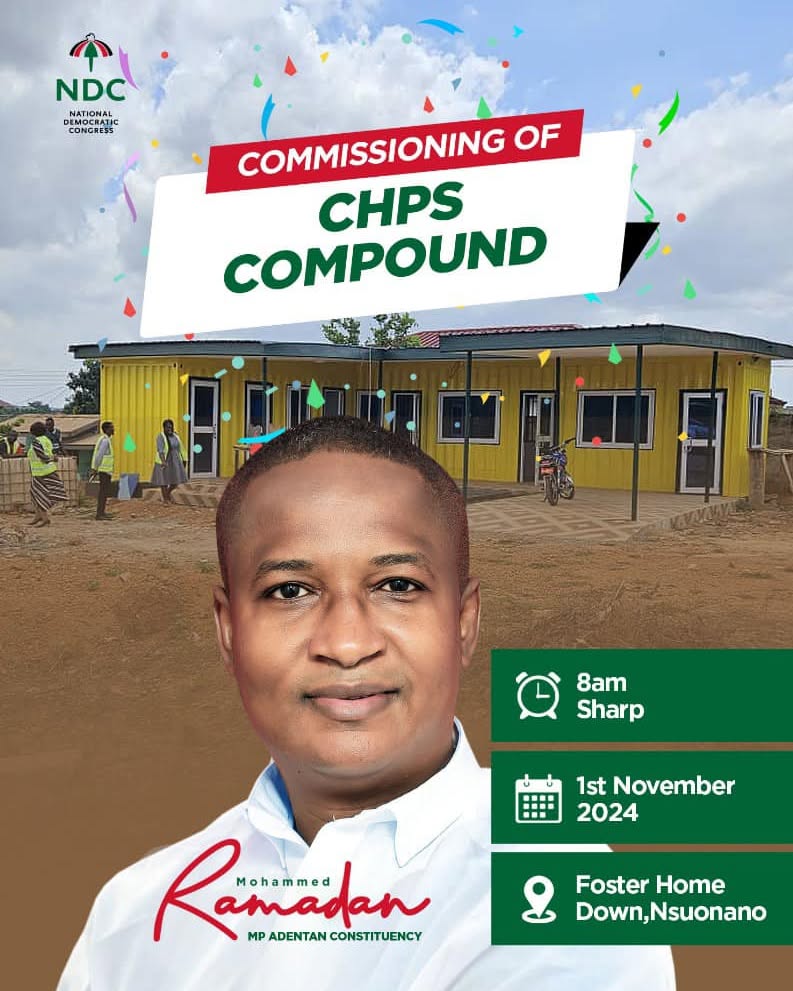 NDC
NATIONAL
DEMOCRATIC
CONGRESS
COMMISSIONING OF
CHPS
COMPOUND
8am
Sharp
1st November
2024
Foster Home
Down,Nsuonano
Mohammed
Ramadan
MP ADENTAN CONSTITUENCY